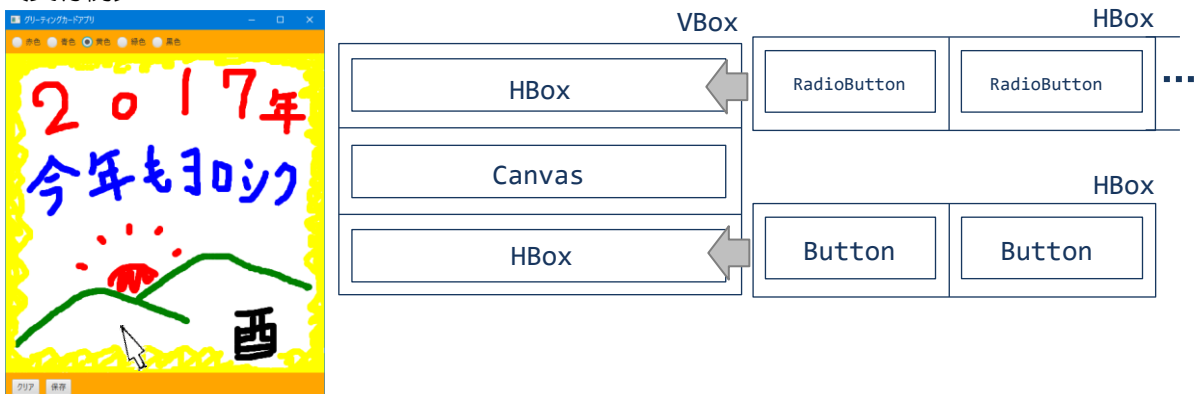 グリーティングカードアプリ
赤色 青色 黄色 緑色 黒色
2017年
今年もヨロシク
酉
クリア 保存
VBox
HBox
Canvas
HBox
HBox
RadioButton RadioButton …
HBox
Button Button